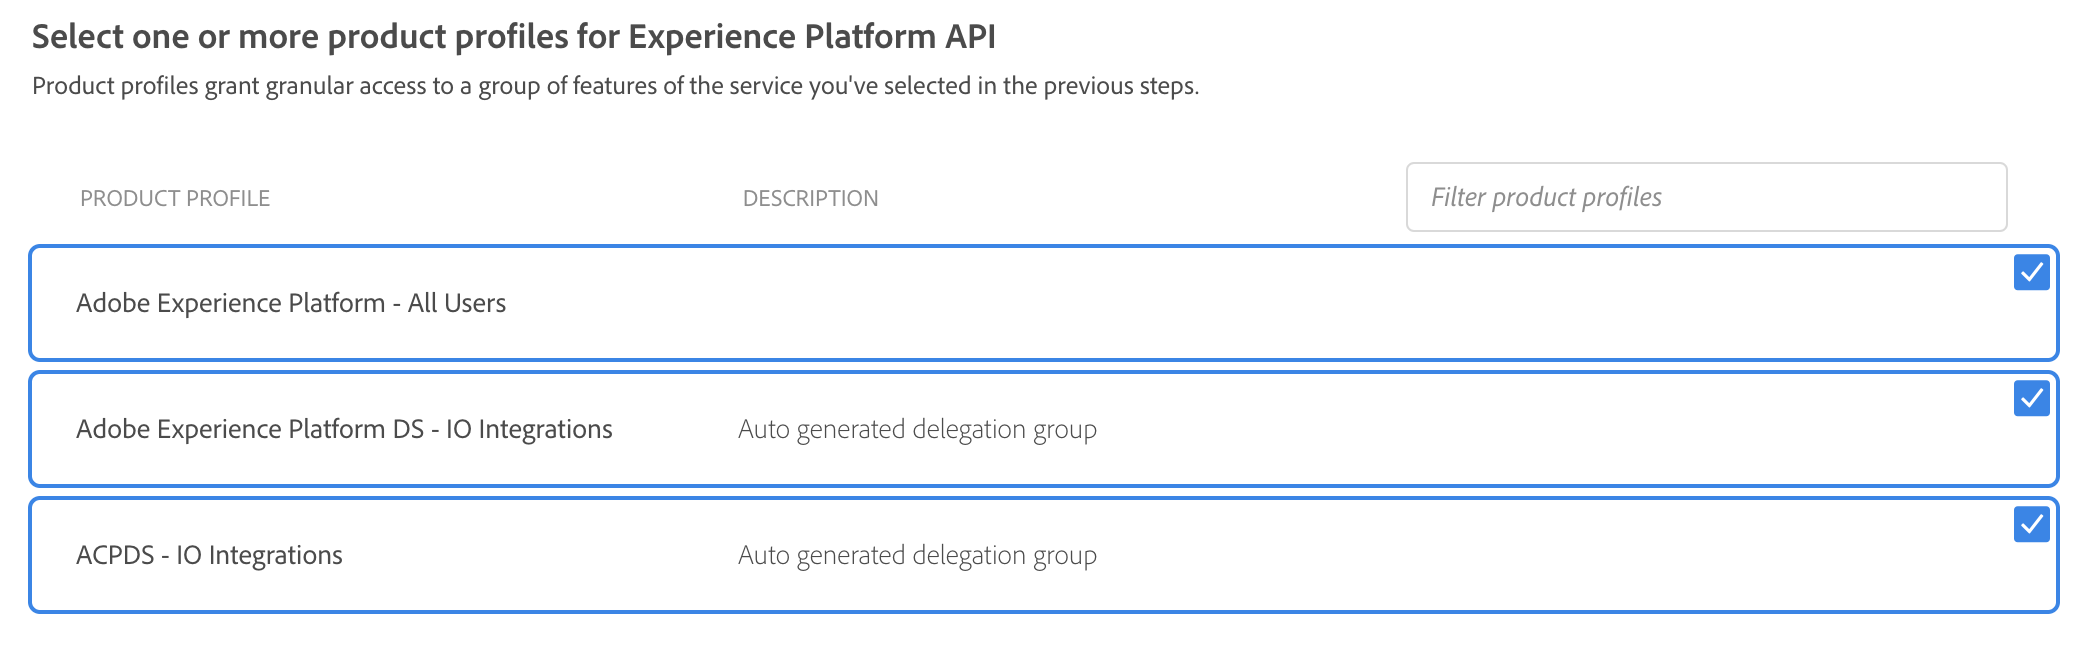 Select one or more product profiles for Experience Platform API
Product profiles grant granular access to a group of features of the service you've selected in the previous steps.
PRODUCT PROFILE DESCRIPTION Filter product profiles
Adobe Experience Platform - All Users
Adobe Experience Platform DS - IO Integrations Auto generated delegation group
ACPDS - IO Integrations Auto generated delegation group